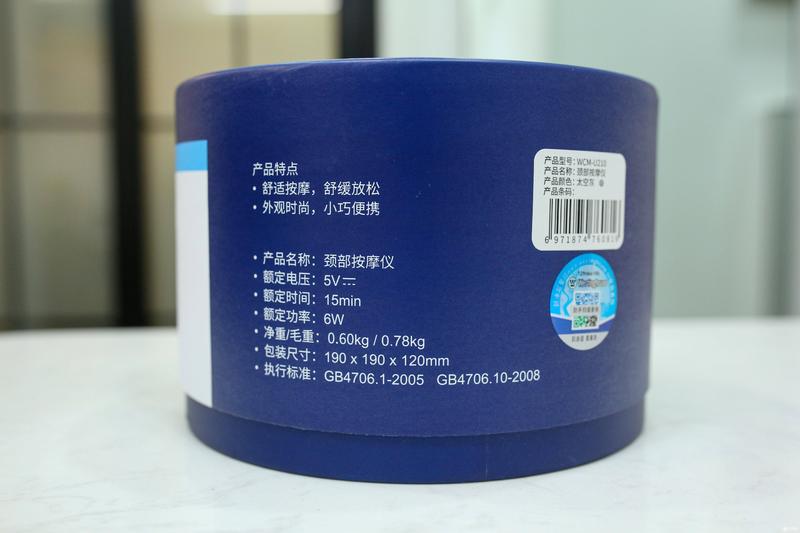 产品特点
• 舒适按摩，舒缓放松
• 外观时尚，小巧便携
• 产品名称：颈部按摩仪
• 额定电压：5V
• 额定时间：15min
• 额定功率：6W
• 净重/毛重：0.60kg / 0.78kg
• 包装尺寸：190 x 190 x 120mm
• 执行标准：GB4706.1-2005 GB4706.10-2008
产品型号：WCM-U210
产品名称：颈部按摩仪
产品颜色：太空灰
产品条码：
6 971874 760819